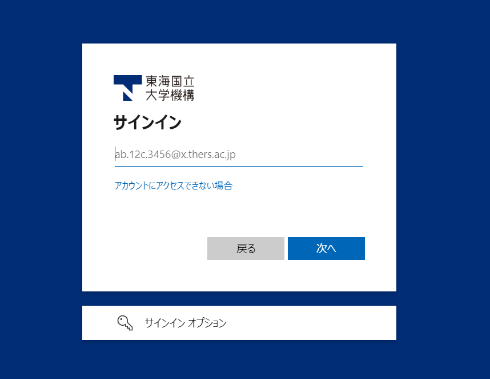 東海国立
大学機構
サインイン
ab.12c.3456@x.thers.ac.jp
アカウントにアクセスできない場合
戻る
次へ
サインイン オプション